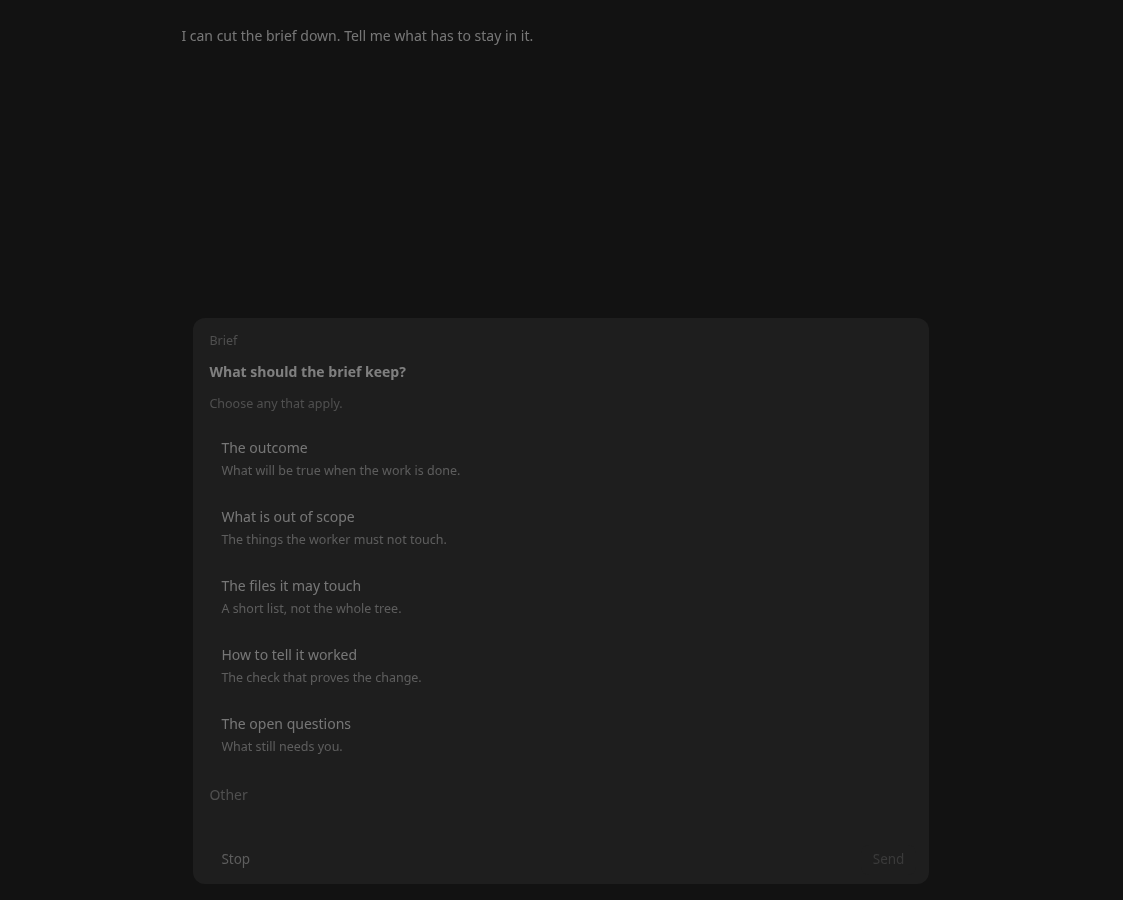 I can cut the brief down. Tell me what has to stay in it.
Brief
What should the brief keep?
Choose any that apply.
The outcome
What will be true when the work is done.
What is out of scope
The things the worker must not touch.
The files it may touch
A short list, not the whole tree.
How to tell it worked
The check that proves the change.
The open questions
What still needs you.
Other
Stop
Send